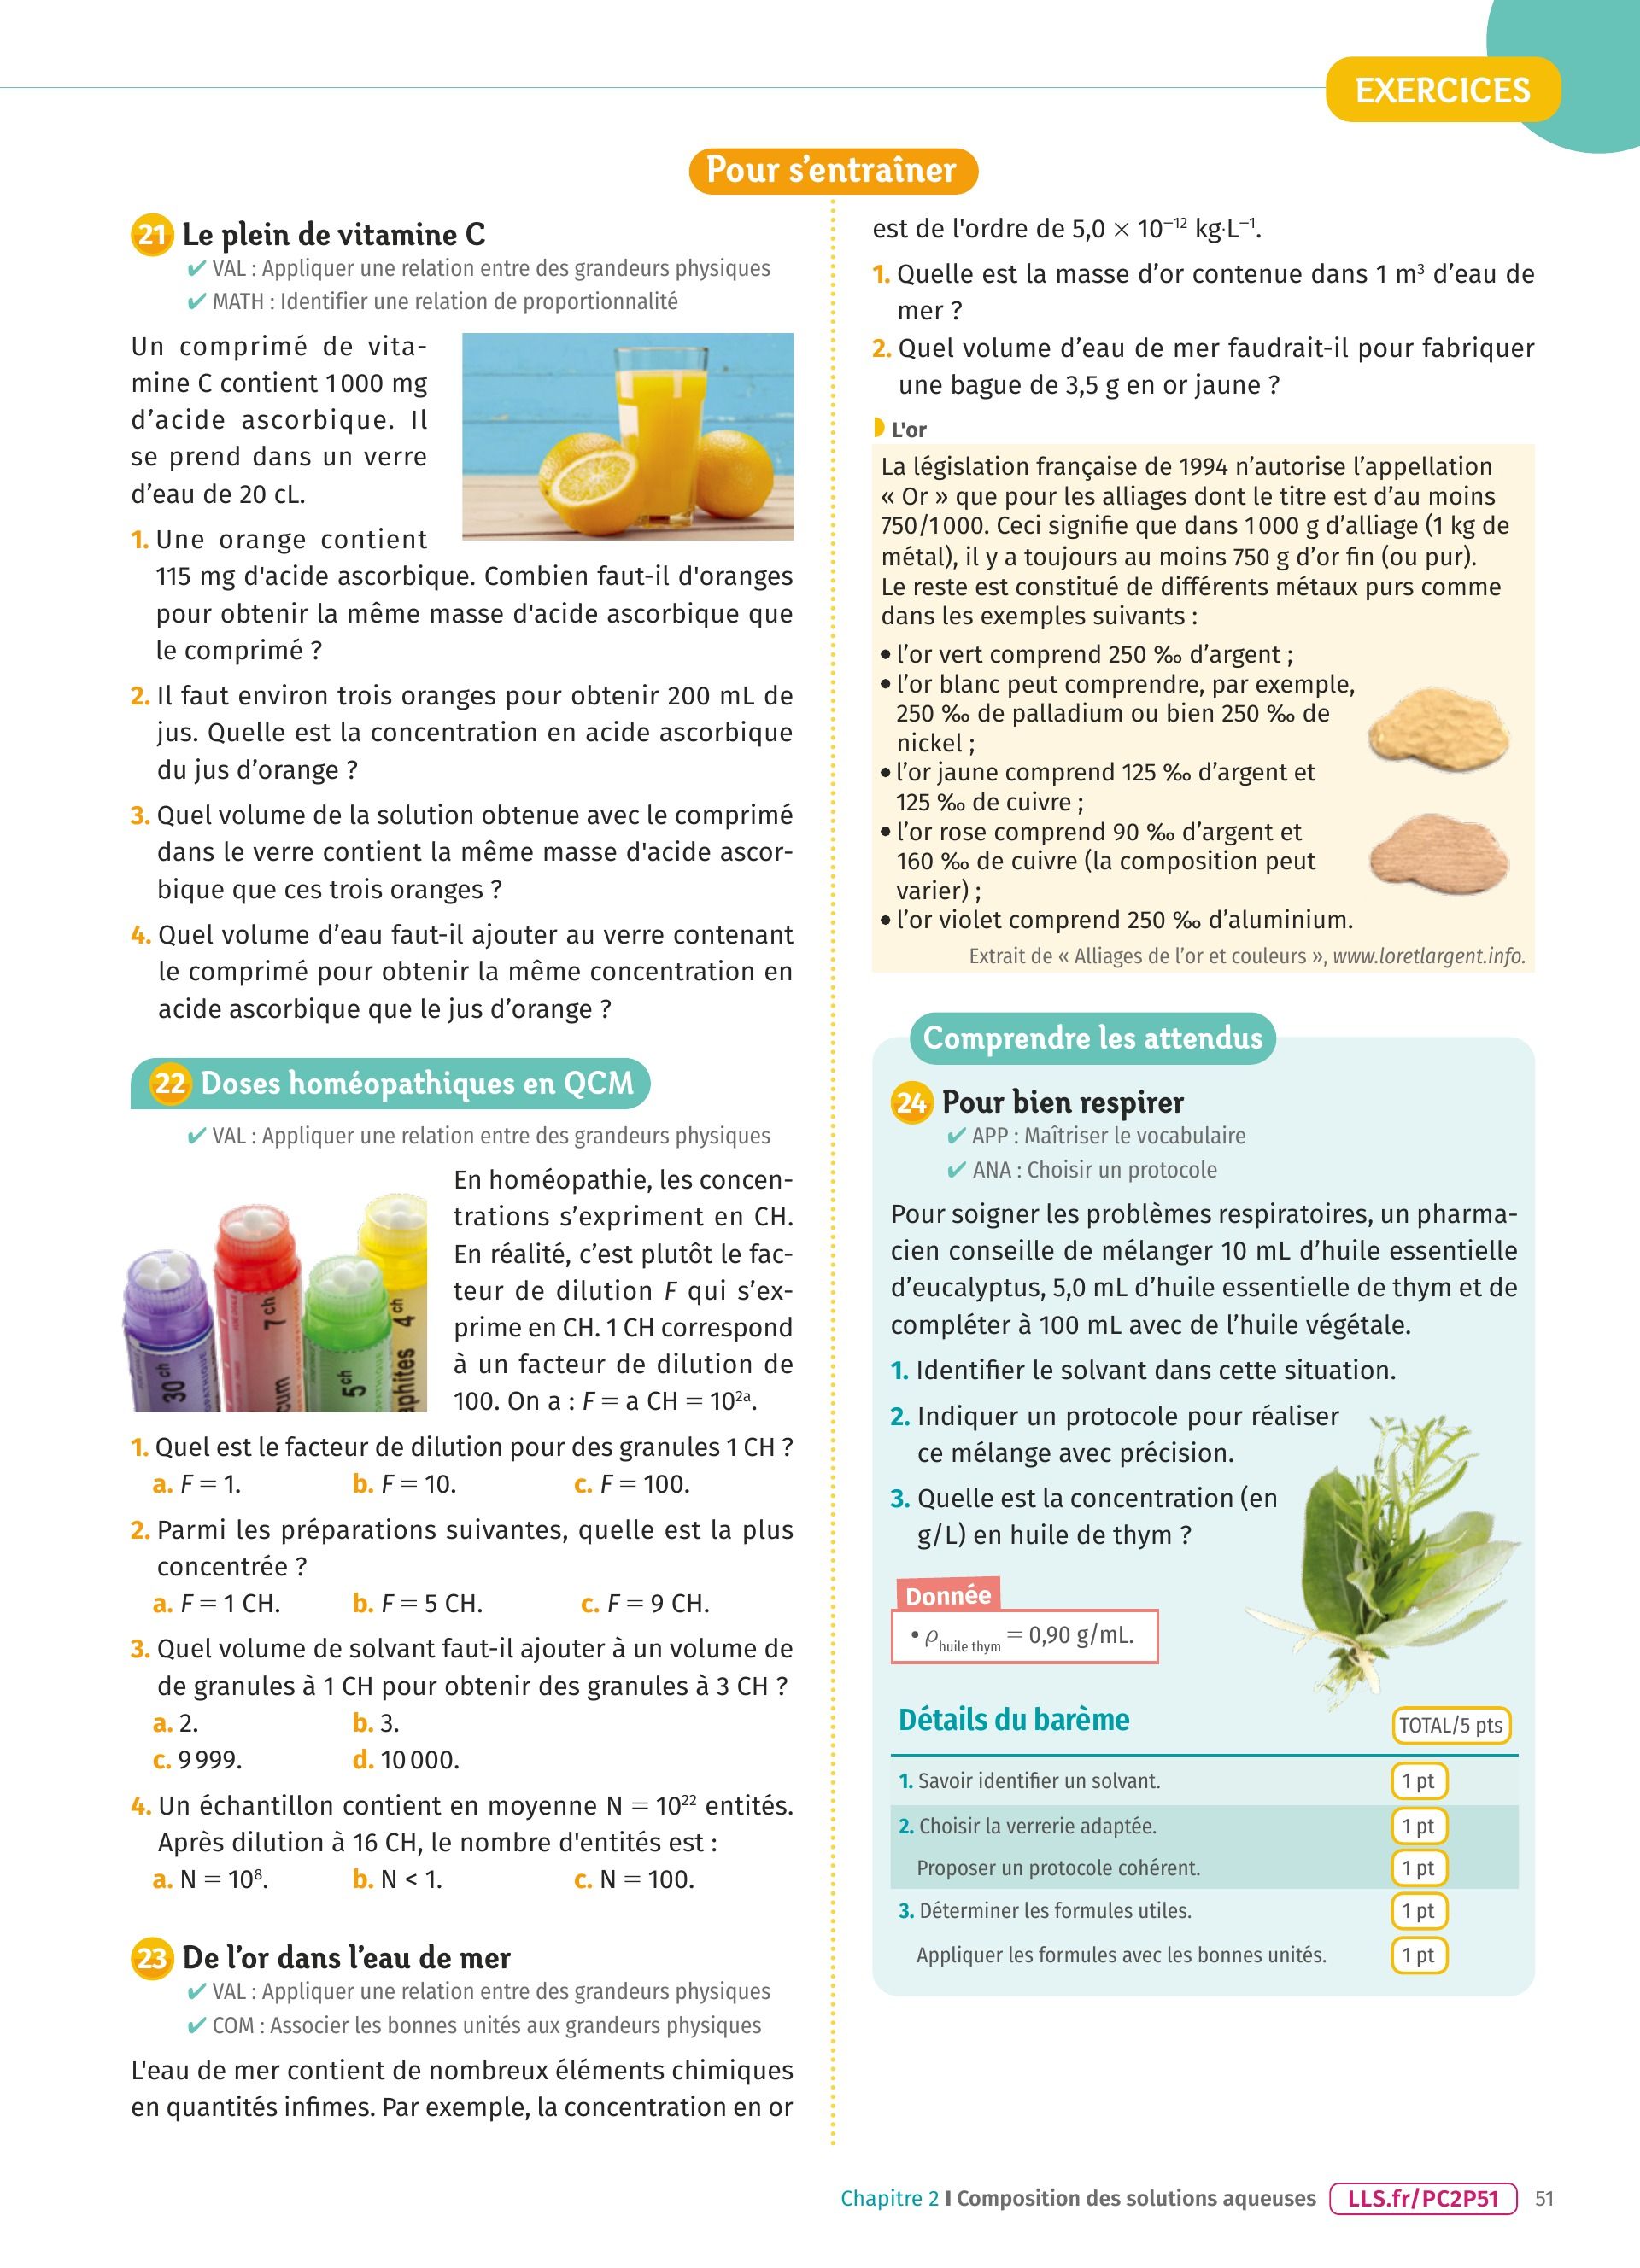 EXERCICES
Pour s'entraîner
21 Le plein de vitamine C
✔ VAL : Appliquer une relation entre des grandeurs physiques
✔ MATH : Identifier une relation de proportionnalité
Un comprimé de vita-
mine C contient 1 000 mg
d'acide ascorbique. Il
se prend dans un verre
d'eau de 20 cL.
1. Une orange contient
115 mg d'acide ascorbique. Combien faut-il d'oranges
pour obtenir la même masse d'acide ascorbique que
le comprimé ?
2. Il faut environ trois oranges pour obtenir 200 mL de
jus. Quelle est la concentration en acide ascorbique
du jus d'orange ?
3. Quel volume de la solution obtenue avec le comprimé
dans le verre contient la même masse d'acide ascor-
bique que ces trois oranges ?
4. Quel volume d'eau faut-il ajouter au verre contenant
le comprimé pour obtenir la même concentration en
acide ascorbique que le jus d'orange ?
22 Doses homéopathiques en QCM
✔ VAL : Appliquer une relation entre des grandeurs physiques
En homéopathie, les concen-
trations s'expriment en CH.
En réalité, c'est plutôt le fac-
teur de dilution F qui s'ex-
prime en CH. 1 CH correspond
à un facteur de dilution de
100. On a : F = a CH = 10²ᵃ.
30 ch
7 ch
cum
5 ch
4 ch
aphites
1. Quel est le facteur de dilution pour des granules 1 CH ?
a. F = 1. b. F = 10. c. F = 100.
2. Parmi les préparations suivantes, quelle est la plus
concentrée ?
a. F = 1 CH. b. F = 5 CH. c. F = 9 CH.
3. Quel volume de solvant faut-il ajouter à un volume de
de granules à 1 CH pour obtenir des granules à 3 CH ?
a. 2. b. 3.
c. 9 999. d. 10 000.
4. Un échantillon contient en moyenne N = 10²² entités.
Après dilution à 16 CH, le nombre d'entités est :
a. N = 10⁸. b. N < 1. c. N = 100.
23 De l'or dans l'eau de mer
✔ VAL : Appliquer une relation entre des grandeurs physiques
✔ COM : Associer les bonnes unités aux grandeurs physiques
L'eau de mer contient de nombreux éléments chimiques
en quantités infimes. Par exemple, la concentration en or
est de l'ordre de 5,0 × 10⁻¹² kg·L⁻¹.
1. Quelle est la masse d'or contenue dans 1 m³ d'eau de
mer ?
2. Quel volume d'eau de mer faudrait-il pour fabriquer
une bague de 3,5 g en or jaune ?
L'or
La législation française de 1994 n'autorise l'appellation
« Or » que pour les alliages dont le titre est d'au moins
750/1 000. Ceci signifie que dans 1 000 g d'alliage (1 kg de
métal), il y a toujours au moins 750 g d'or fin (ou pur).
Le reste est constitué de différents métaux purs comme
dans les exemples suivants :
• l'or vert comprend 250 ‰ d'argent ;
• l'or blanc peut comprendre, par exemple,
250 ‰ de palladium ou bien 250 ‰ de
nickel ;
• l'or jaune comprend 125 ‰ d'argent et
125 ‰ de cuivre ;
• l'or rose comprend 90 ‰ d'argent et
160 ‰ de cuivre (la composition peut
varier) ;
• l'or violet comprend 250 ‰ d'aluminium.
Extrait de « Alliages de l'or et couleurs », www.loretlargent.info.
Comprendre les attendus
24 Pour bien respirer
✔ APP : Maîtriser le vocabulaire
✔ ANA : Choisir un protocole
Pour soigner les problèmes respiratoires, un pharma-
cien conseille de mélanger 10 mL d'huile essentielle
d'eucalyptus, 5,0 mL d'huile essentielle de thym et de
compléter à 100 mL avec de l'huile végétale.
1. Identifier le solvant dans cette situation.
2. Indiquer un protocole pour réaliser
ce mélange avec précision.
3. Quelle est la concentration (en
g/L) en huile de thym ?
Donnée
• ρ huile thym = 0,90 g/mL.
Détails du barème TOTAL/5 pts
1. Savoir identifier un solvant. 1 pt
2. Choisir la verrerie adaptée. 1 pt
Proposer un protocole cohérent. 1 pt
3. Déterminer les formules utiles. 1 pt
Appliquer les formules avec les bonnes unités. 1 pt
Chapitre 2 I Composition des solutions aqueuses LLS.fr/PC2P51 51